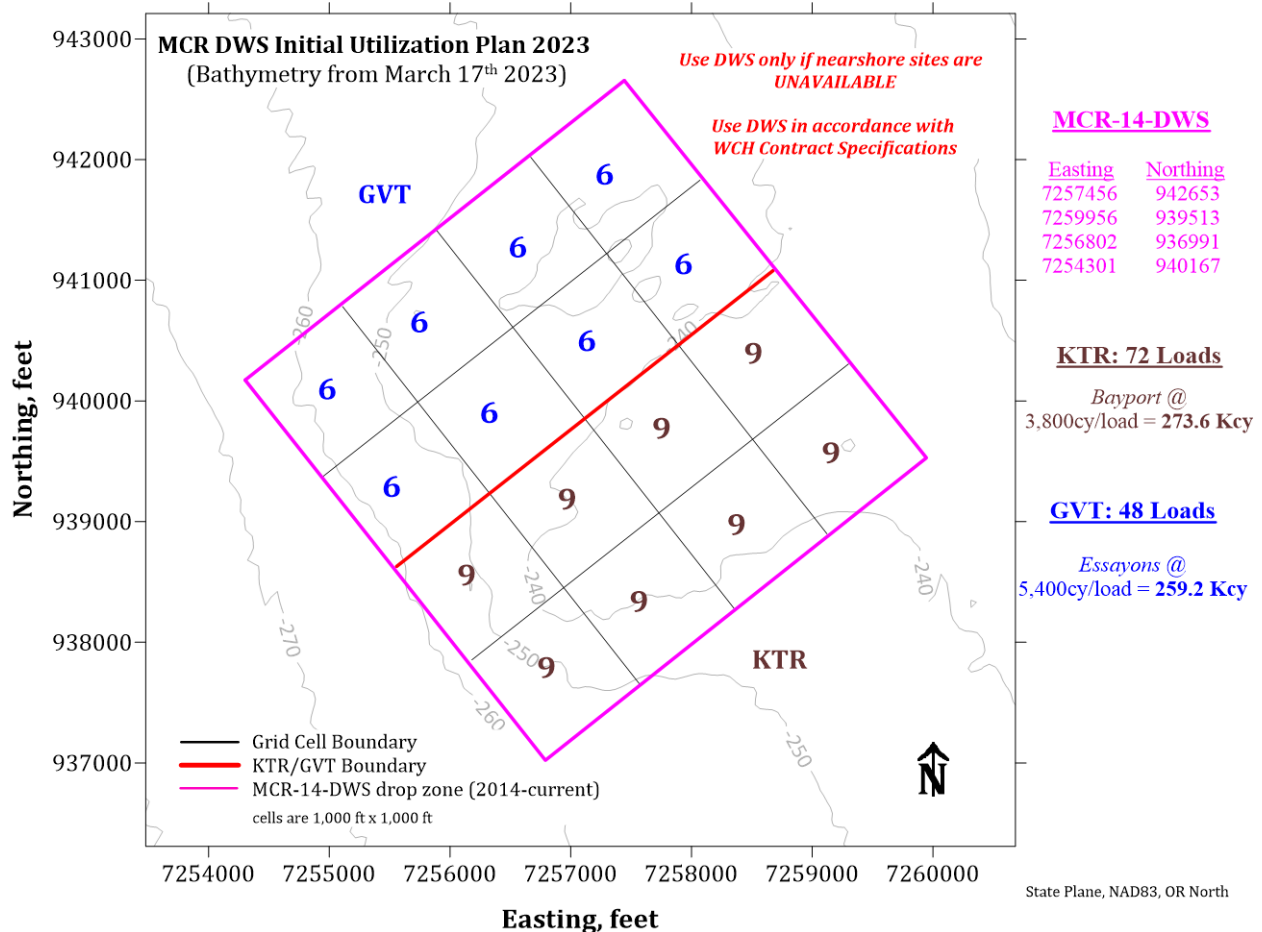 MCR DWS Initial Utilization Plan 2023
(Bathymetry from March 17th 2023)
Use DWS only if nearshore sites are
UNAVAILABLE
Use DWS in accordance with
WCH Contract Specifications
GVT
6
6
6
6
6
6
6
6
9
9
9
9
9
9
9
9
KTR
-260
-250
-240
-240
-250
-260
-270
-240
-250
Grid Cell Boundary
KTR/GVT Boundary
MCR-14-DWS drop zone (2014-current)
cells are 1,000 ft x 1,000 ft
N
943000
942000
941000
940000
939000
938000
937000
Northing, feet
7254000 7255000 7256000 7257000 7258000 7259000 7260000
Easting, feet
MCR-14-DWS
Easting Northing
7257456 942653
7259956 939513
7256802 936991
7254301 940167
KTR: 72 Loads
Bayport @
3,800cy/load = 273.6 Kcy
GVT: 48 Loads
Essayons @
5,400cy/load = 259.2 Kcy
State Plane, NAD83, OR North